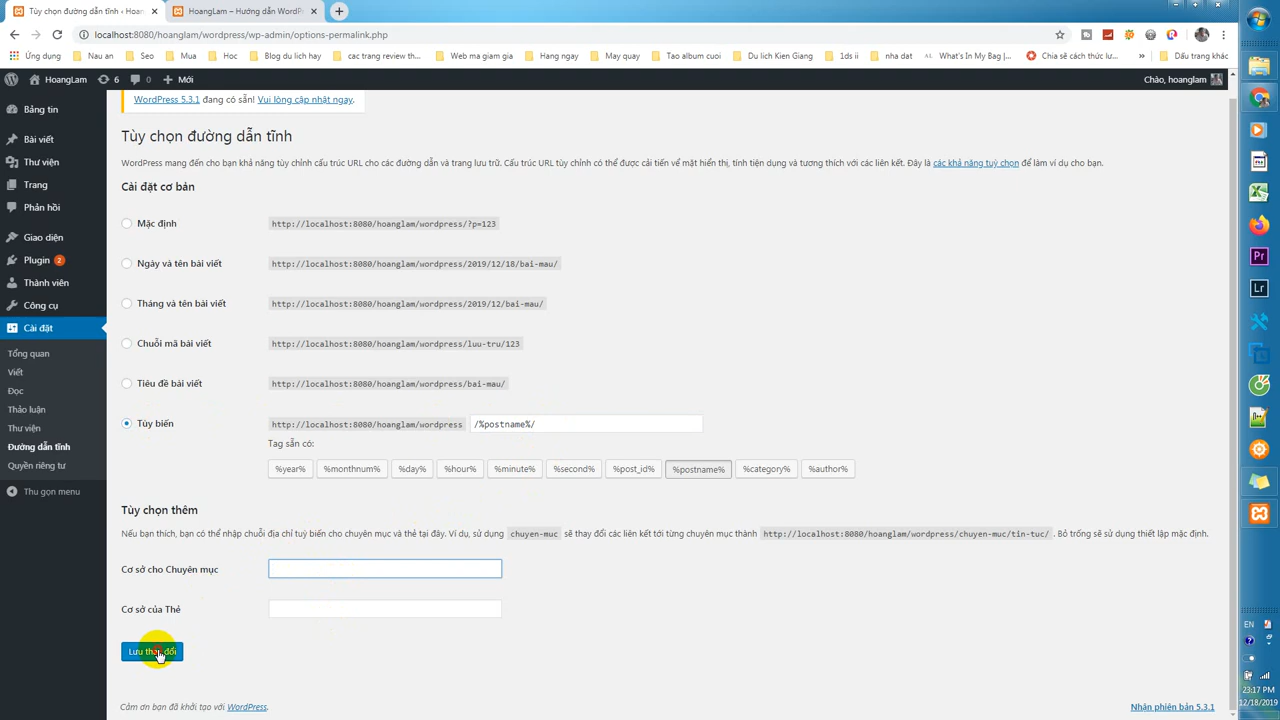 Tùy chọn đường dẫn tĩnh ‹ Hoang
HoangLam – Hướng dẫn WordPr
localhost:8080/hoanglam/wordpress/wp-admin/options-permalink.php
Ứng dụng Nau an Seo Mua Hoc Blog du lich hay cac trang review th... Web ma giam gia Hàng ngay May quay Tao album cuoi Du lich Kien Giang 1ds ii nha dat What's In My Bag |... Chia sẽ cách thức lư... » Dấu trang khác
HoangLam 6 0 Mới Chào, hoanglam
Bảng tin
Bài viết
Thư viện
Trang
Phản hồi
Giao diện
Plugin 2
Thành viên
Công cụ
Cài đặt
Tổng quan
Viết
Đọc
Thảo luận
Thư viện
Đường dẫn tĩnh
Quyền riêng tư
Thu gọn menu
WordPress 5.3.1 đang có sẵn! Vui lòng cập nhật ngay.
Tùy chọn đường dẫn tĩnh
WordPress mang đến cho bạn khả năng tùy chỉnh cấu trúc URL cho các đường dẫn và trang lưu trữ. Cấu trúc URL tùy chỉnh có thể được cải tiến về mặt hiển thị, tính tiện dụng và tương thích với các liên kết. Đây là các khả năng tuỳ chọn để làm ví dụ cho bạn.
Cài đặt cơ bản
Mặc định http://localhost:8080/hoanglam/wordpress/?p=123
Ngày và tên bài viết http://localhost:8080/hoanglam/wordpress/2019/12/18/bai-mau/
Tháng và tên bài viết http://localhost:8080/hoanglam/wordpress/2019/12/bai-mau/
Chuỗi mã bài viết http://localhost:8080/hoanglam/wordpress/luu-tru/123
Tiêu đề bài viết http://localhost:8080/hoanglam/wordpress/bai-mau/
Tùy biến http://localhost:8080/hoanglam/wordpress /%postname%/
Tag sẵn có:
%year% %monthnum% %day% %hour% %minute% %second% %post_id% %postname% %category% %author%
Tùy chọn thêm
Nếu bạn thích, bạn có thể nhập chuỗi địa chỉ tuỳ biến cho chuyên mục và thẻ tại đây. Ví dụ, sử dụng chuyen-muc sẽ thay đổi các liên kết tới từng chuyên mục thành http://localhost:8080/hoanglam/wordpress/chuyen-muc/tin-tuc/ . Bỏ trống sẽ sử dụng thiết lập mặc định.
Cơ sở cho Chuyên mục
Cơ sở của Thẻ
Lưu thay đổi
Cảm ơn bạn đã khởi tạo với WordPress.
Nhận phiên bản 5.3.1
Pr
Lr
EN
23:17 PM
12/18/2019